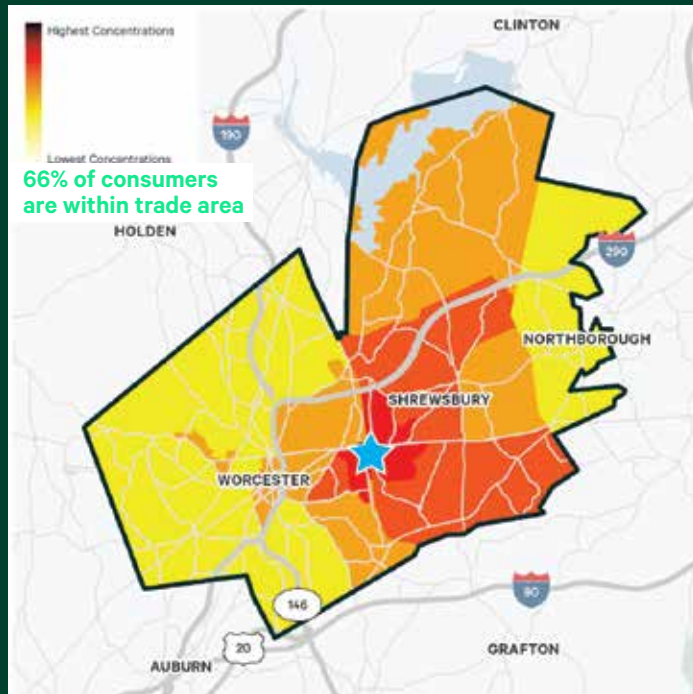 Highest Concentrations
CLINTON
190
Lowest Concentrations
66% of consumers
are within trade area
HOLDEN
290
NORTHBOROUGH
SHREWSBURY
WORCESTER
146
90
20
GRAFTON
AUBURN